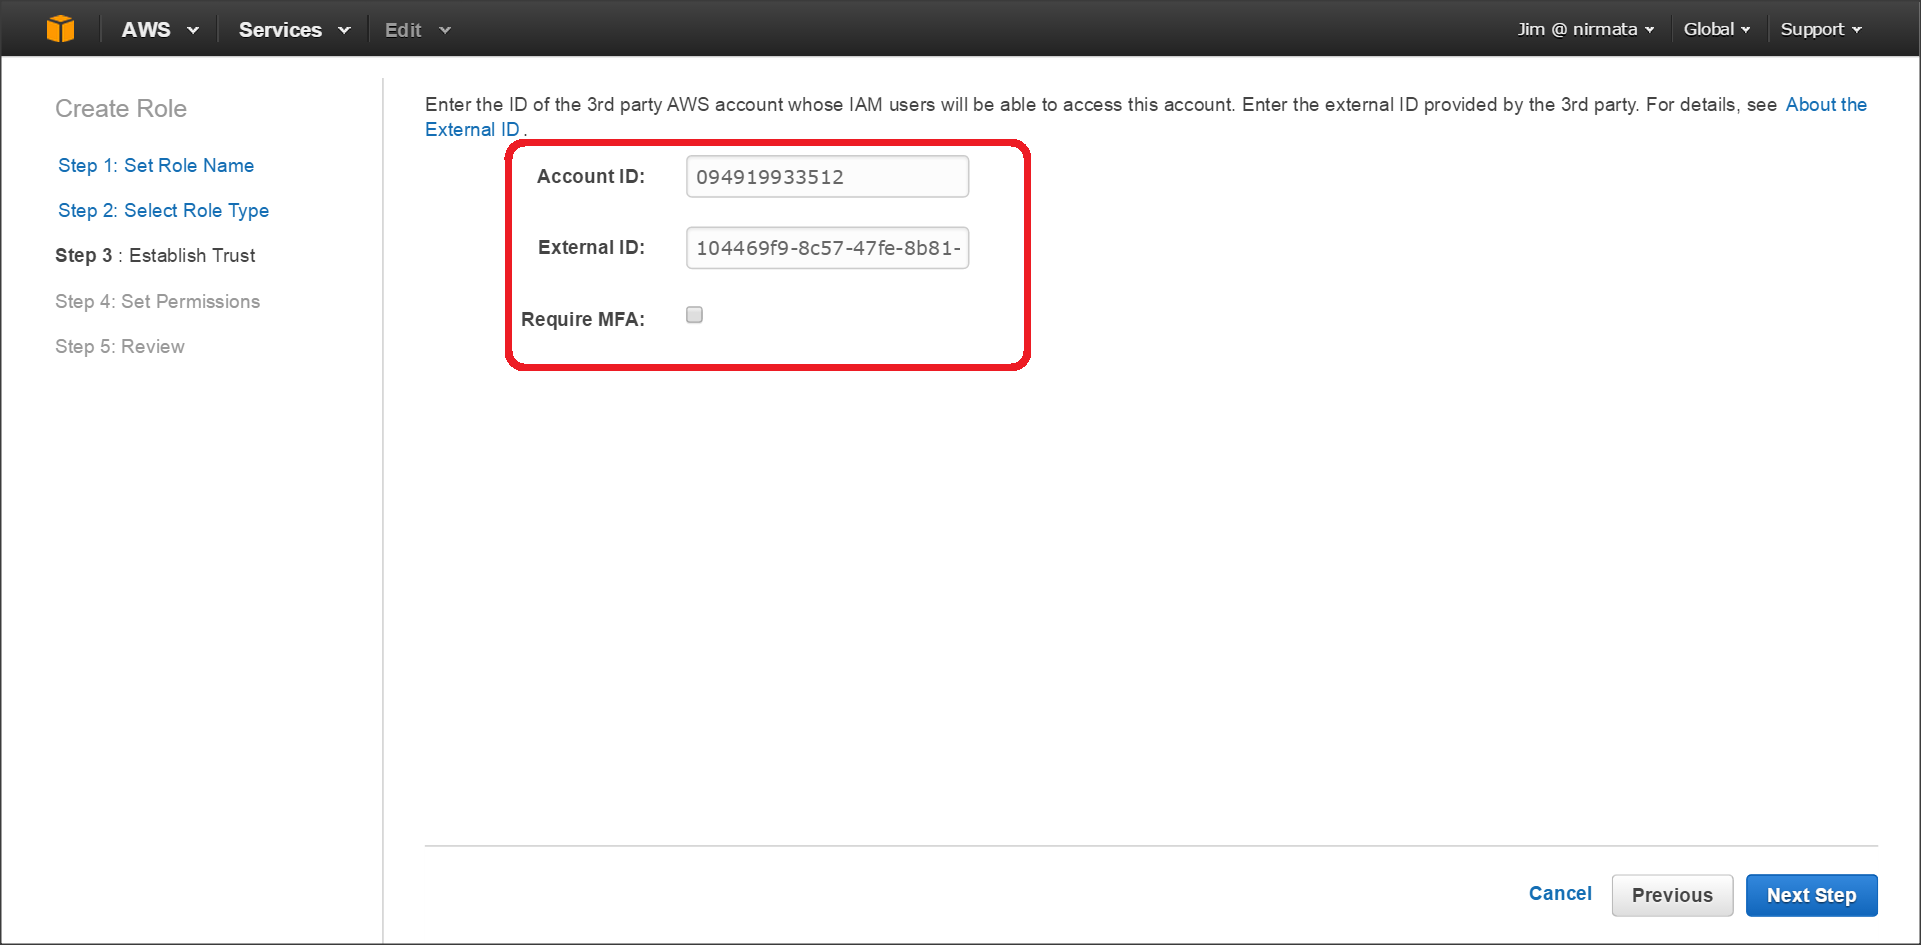 AWS Services Edit Jim @ nirmata Global Support
Create Role
Step 1: Set Role Name
Step 2: Select Role Type
Step 3 : Establish Trust
Step 4: Set Permissions
Step 5: Review
Enter the ID of the 3rd party AWS account whose IAM users will be able to access this account. Enter the external ID provided by the 3rd party. For details, see About the
External ID .
Account ID: 094919933512
External ID: 104469f9-8c57-47fe-8b81-
Require MFA:
Cancel Previous Next Step